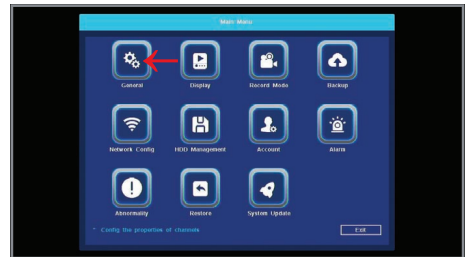 Main Menu
General Display Record Mode Backup
Network Config HDD Management Account Alarm
Abnormality Restore System Update
* Config the properties of channels
Exit